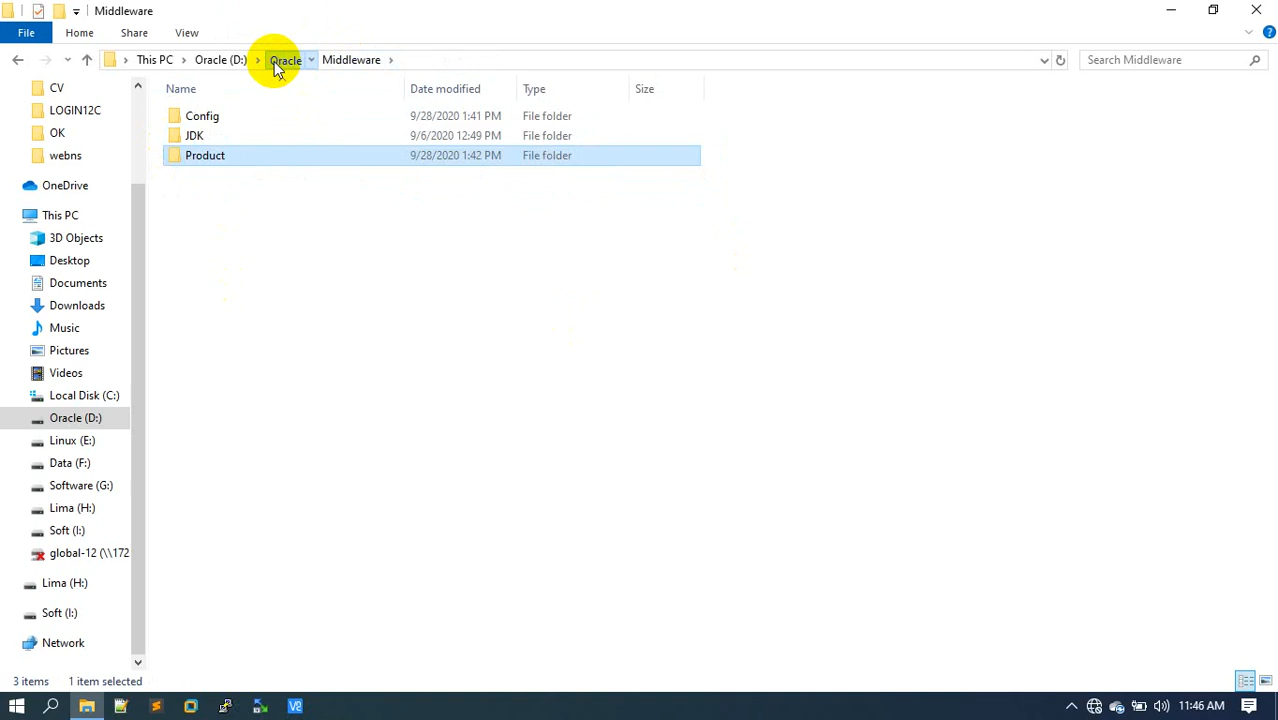 Middleware
File Home Share View
This PC Oracle (D:) Oracle Middleware Search Middleware
Name Date modified Type Size
Config 9/28/2020 1:41 PM File folder
JDK 9/6/2020 12:49 PM File folder
Product 9/28/2020 1:42 PM File folder
CV
LOGIN12C
OK
webns
OneDrive
This PC
3D Objects
Desktop
Documents
Downloads
Music
Pictures
Videos
Local Disk (C:)
Oracle (D:)
Linux (E:)
Data (F:)
Software (G:)
Lima (H:)
Soft (I:)
global-12 (\\172
Lima (H:)
Soft (I:)
Network
3 items 1 item selected
11:46 AM